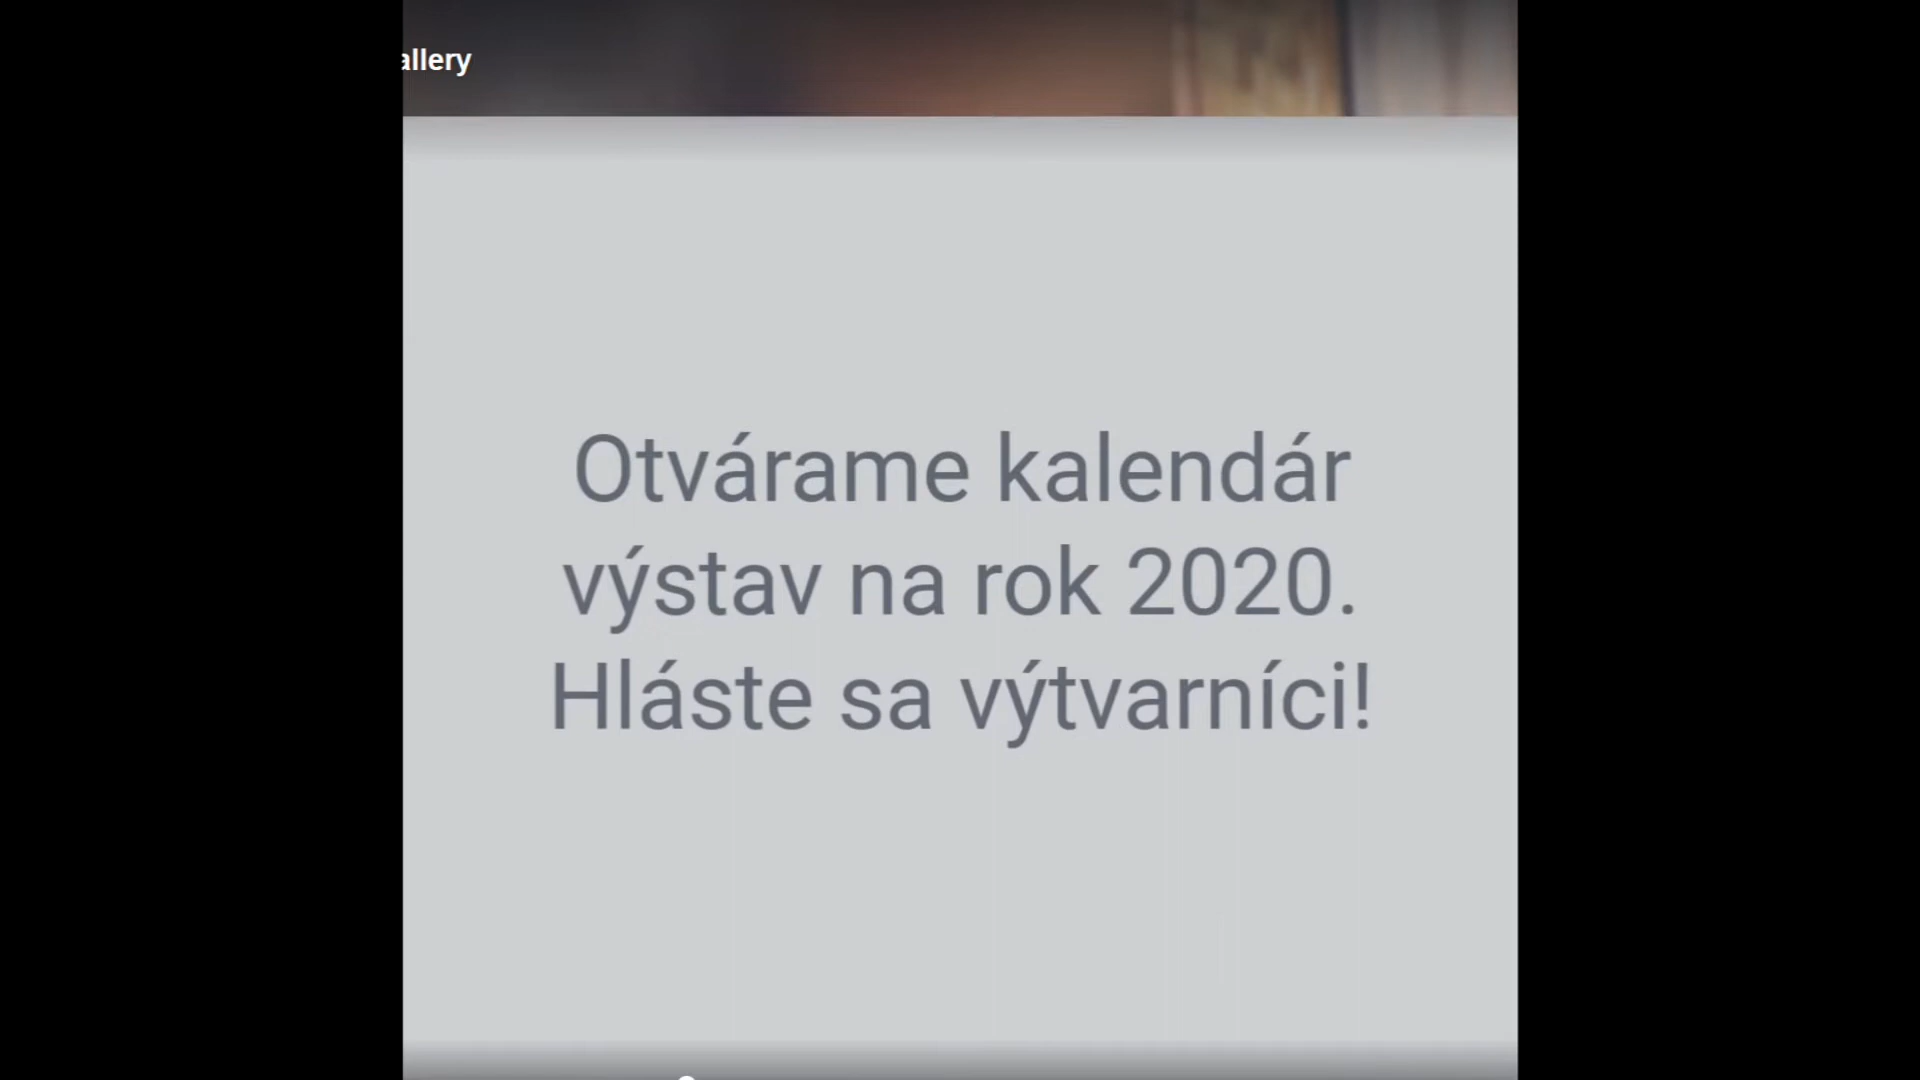 allery
Otvárame kalendár
výstav na rok 2020.
Hláste sa výtvarníci!